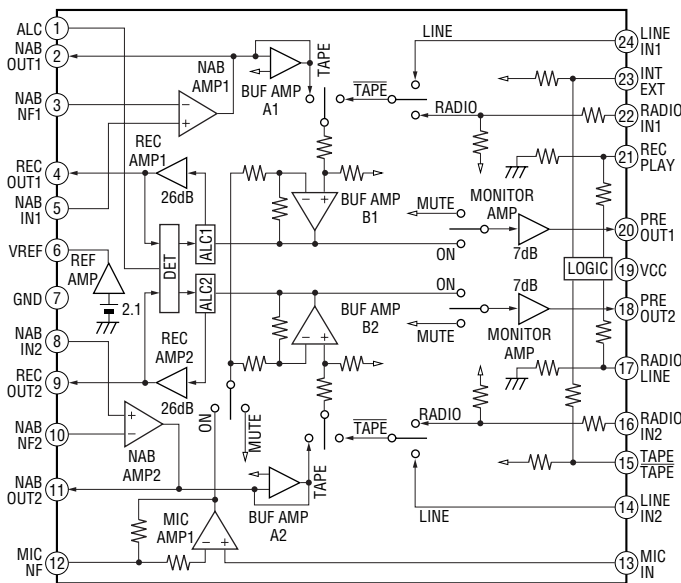 ALC 1
NAB OUT1 2
NAB NF1 3
REC OUT1 4
NAB IN1 5
VREF 6
GND 7
NAB IN2 8
REC OUT2 9
NAB NF2 10
NAB OUT2 11
MIC NF 12
NAB AMP1
BUF AMP A1
TAPE
TAPE
LINE
RADIO
REC AMP1
26dB
DET
ALC1
ALC2
REF AMP
2.1
BUF AMP B1
MUTE
ON
MONITOR AMP
7dB
LOGIC
ON
7dB
MUTE
MONITOR AMP
BUF AMP B2
REC AMP2
26dB
ON
MUTE
NAB AMP2
TAPE
TAPE
RADIO
LINE
BUF AMP A2
MIC AMP1
24 LINE IN1
23 INT EXT
22 RADIO IN1
21 REC PLAY
20 PRE OUT1
19 VCC
18 PRE OUT2
17 RADIO LINE
16 RADIO IN2
15 TAPE TAPE
14 LINE IN2
13 MIC IN